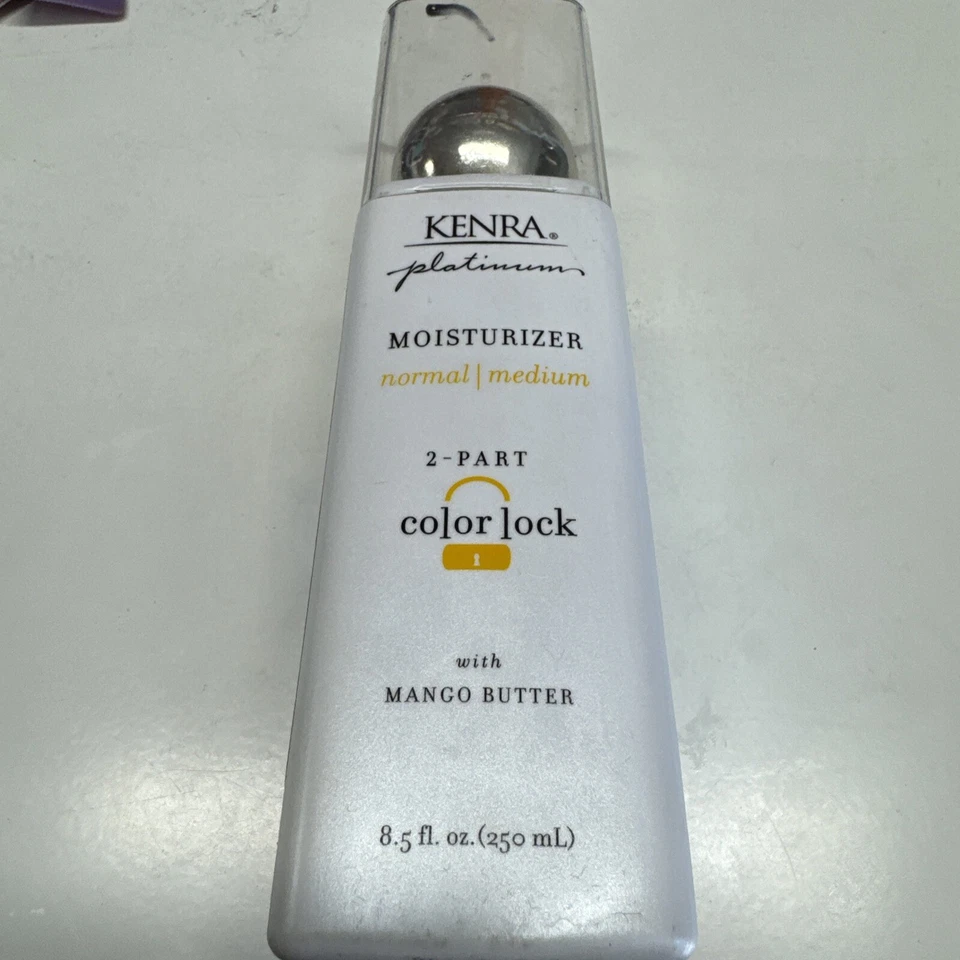 KENRA®
platinum
MOISTURIZER
normal | medium
2-PART
color lock
with
MANGO BUTTER
8.5 fl. oz.(250 mL)